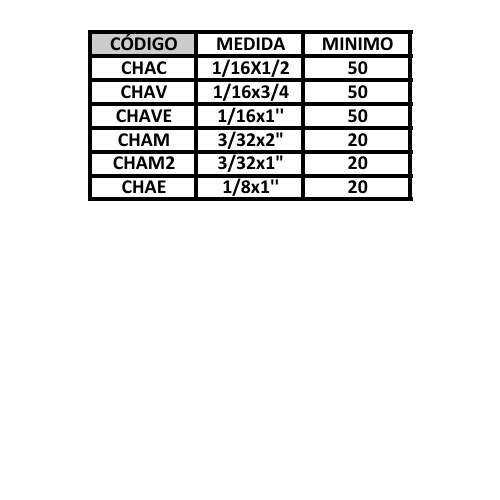 CÓDIGO MEDIDA MINIMO
CHAC 1/16X1/2 50
CHAV 1/16x3/4 50
CHAVE 1/16x1'' 50
CHAM 3/32x2" 20
CHAM2 3/32x1" 20
CHAE 1/8x1'' 20